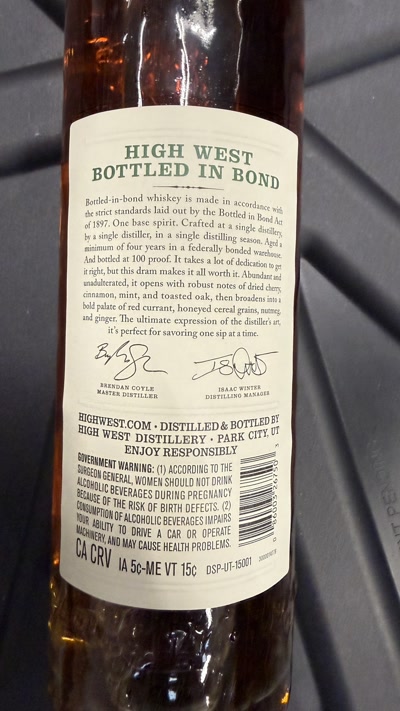 HIGH WEST
BOTTLED IN BOND
Bottled-in-bond whiskey is made in accordance with
the strict standards laid out by the Bottled in Bond Act
of 1897. One base spirit. Crafted at a single distillery,
by a single distiller, in a single distilling season. Aged a
minimum of four years in a federally bonded warehouse.
And bottled at 100 proof. It takes a lot of dedication to get
it right, but this dram makes it all worth it. Abundant and
unadulterated, it opens with robust notes of dried cherry,
cinnamon, mint, and toasted oak, then broadens into a
bold palate of red currant, honeyed cereal grains, nutmeg,
and ginger. The ultimate expression of the distiller's art,
it's perfect for savoring one sip at a time.
BRENDAN COYLE
MASTER DISTILLER
ISAAC WINTER
DISTILLING MANAGER
HIGHWEST.COM • DISTILLED & BOTTLED BY
HIGH WEST DISTILLERY • PARK CITY, UT
ENJOY RESPONSIBLY
GOVERNMENT WARNING: (1) ACCORDING TO THE
SURGEON GENERAL, WOMEN SHOULD NOT DRINK
ALCOHOLIC BEVERAGES DURING PREGNANCY
BECAUSE OF THE RISK OF BIRTH DEFECTS. (2)
CONSUMPTION OF ALCOHOLIC BEVERAGES IMPAIRS
YOUR ABILITY TO DRIVE A CAR OR OPERATE
MACHINERY, AND MAY CAUSE HEALTH PROBLEMS.
CA CRV IA 5¢-ME VT 15¢ DSP-UT-15001